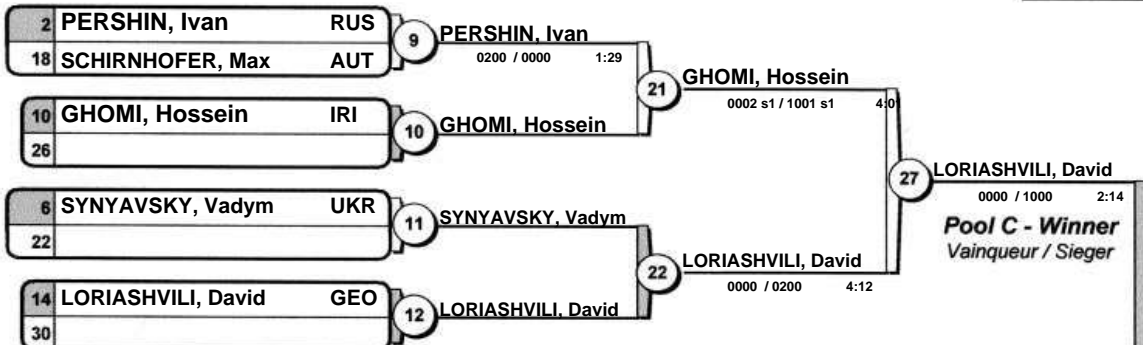 2 PERSHIN, Ivan RUS
18 SCHIRNHOFER, Max AUT
9
PERSHIN, Ivan
0200 / 0000 1:29
10 GHOMI, Hossein IRI
26
10
GHOMI, Hossein
21
GHOMI, Hossein
0002 s1 / 1001 s1
6 SYNYAVSKY, Vadym UKR
22
11
SYNYAVSKY, Vadym
14 LORIASHVILI, David GEO
30
12
LORIASHVILI, David
22
LORIASHVILI, David
0000 / 0200 4:12
27
LORIASHVILI, David
0000 / 1000 2:14
Pool C - Winner
Vainqueur / Sieger